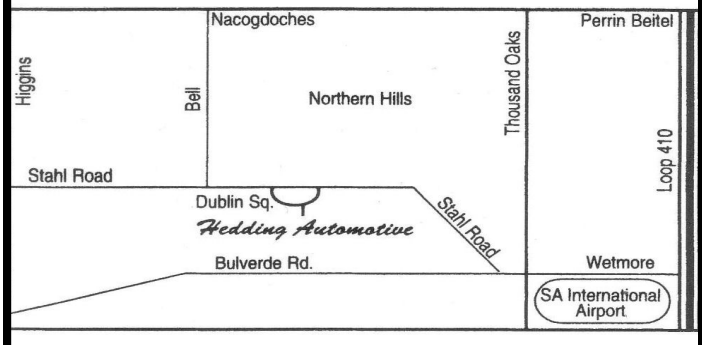 Nacogdoches
Perrin Beitel
Higgins
Bell
Northern Hills
Thousand Oaks
Loop 410
Stahl Road
Dublin Sq.
Hedding Automotive
Stahl Road
Bulverde Rd.
Wetmore
SA International
Airport